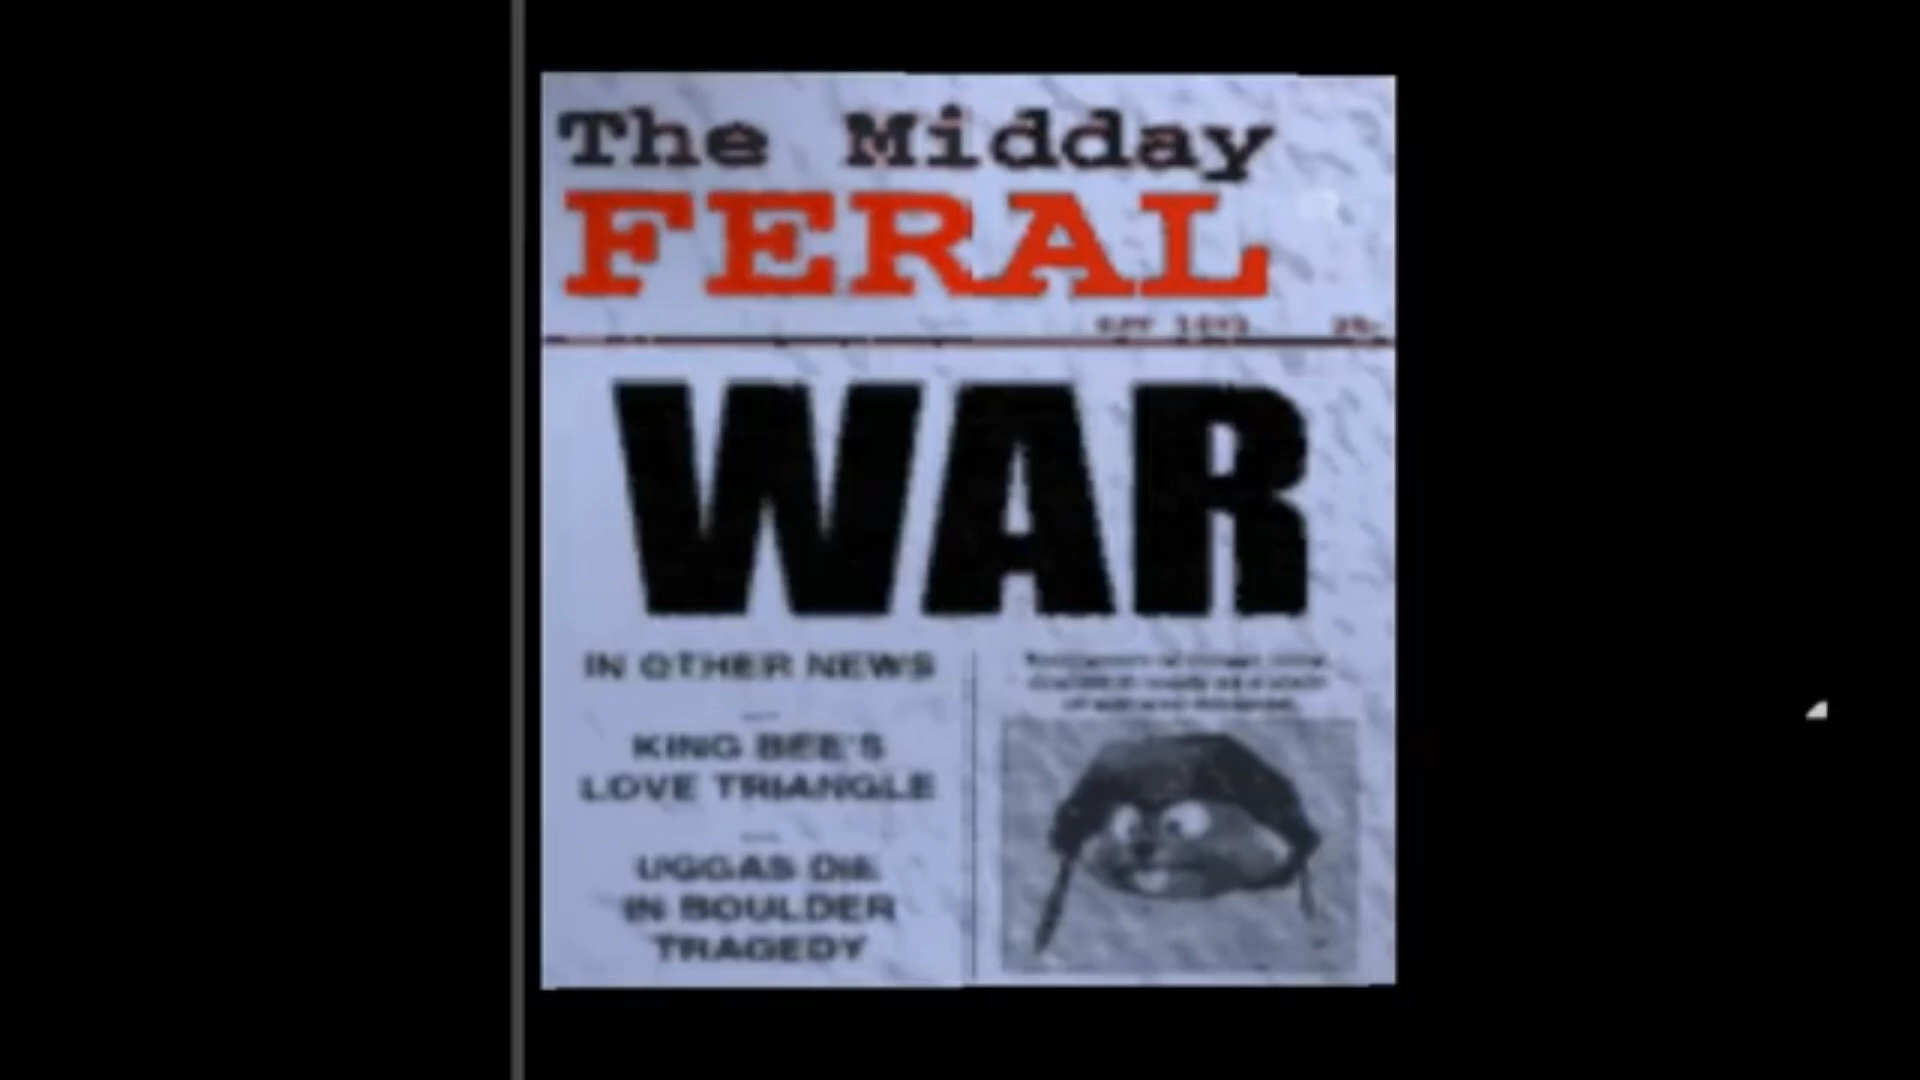 The Midday
FERAL
WAR
IN OTHER NEWS
KING BEE'S
LOVE TRIANGLE
UGGAS DIE
IN BOULDER
TRAGEDY